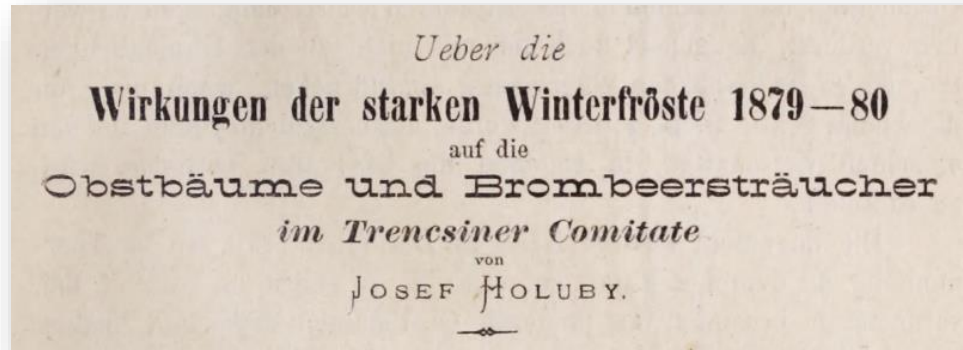 Ueber die
Wirkungen der starken Winterfröste 1879—80
auf die
Obstbäume und Brombeersträucher
im Trencsiner Comitate
von
JOSEF HOLUBY.